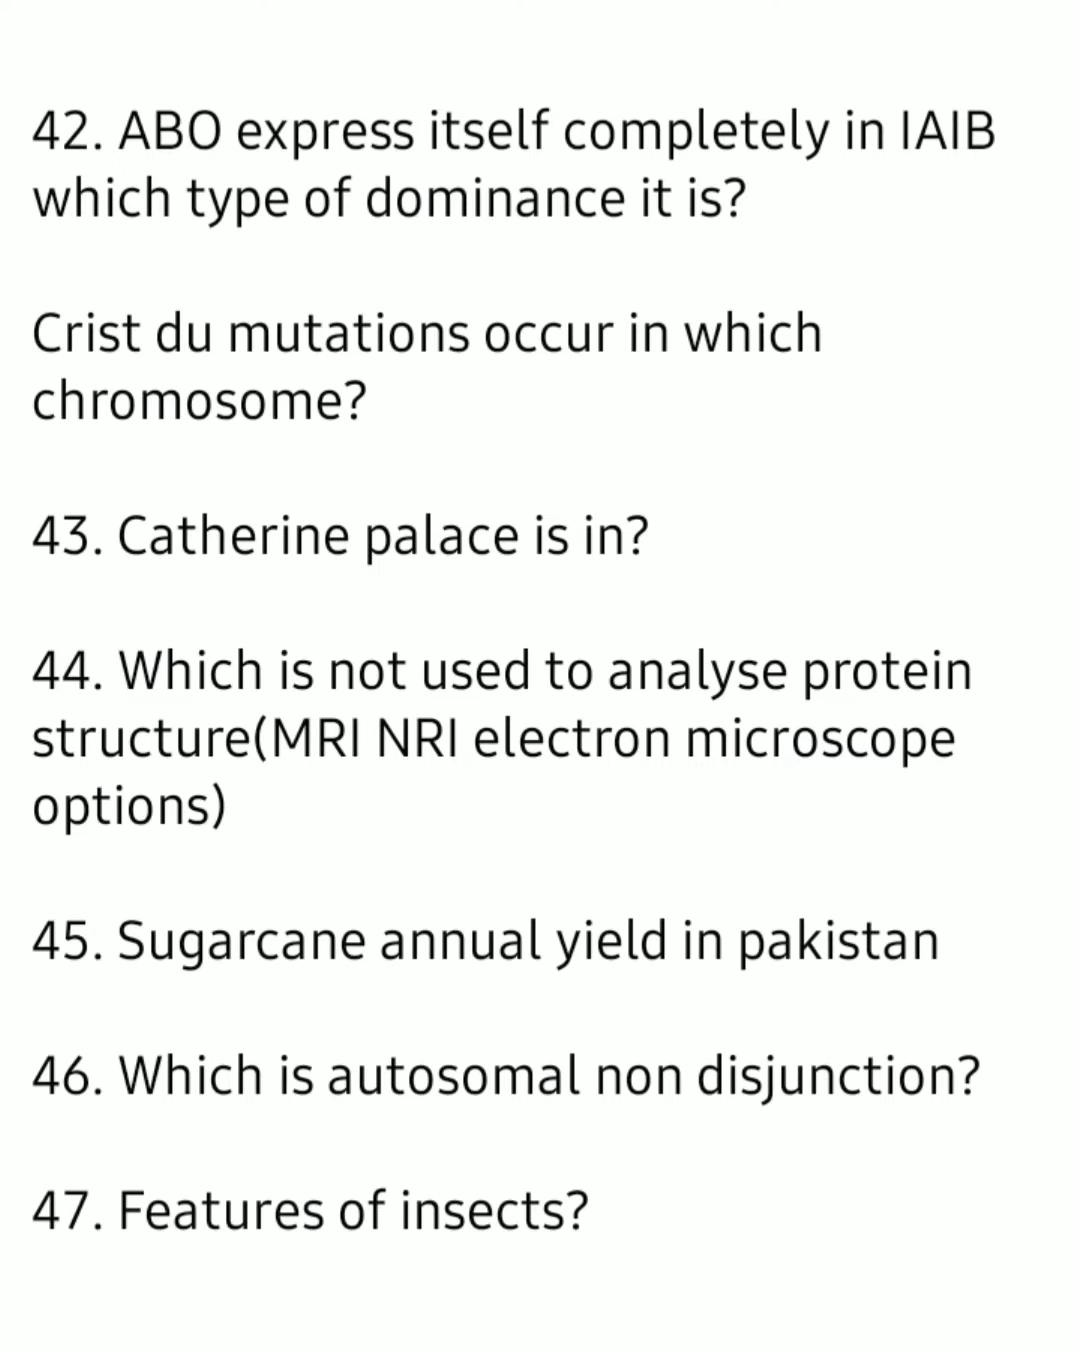 42. ABO express itself completely in IAIB
which type of dominance it is?
Crist du mutations occur in which
chromosome?
43. Catherine palace is in?
44. Which is not used to analyse protein
structure(MRI NRI electron microscope
options)
45. Sugarcane annual yield in pakistan
46. Which is autosomal non disjunction?
47. Features of insects?